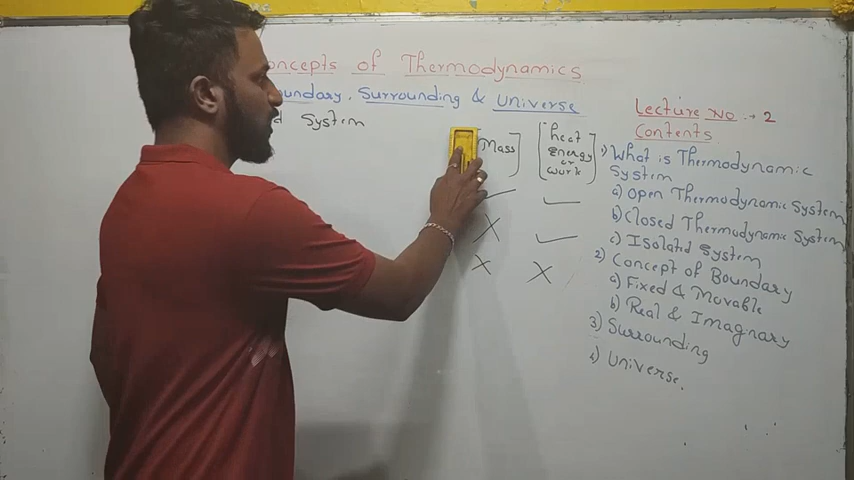 oncepts of Thermodynamics
oundary, Surrounding & Universe
d System
Mass]
[heat
Energy
or
work]
✓ ✓
X ✓
X X
Lecture No :- 2
Contents
1) What is Thermodynamic
System
a) Open Thermodynamic System
b) Closed Thermodynamic System
c) Isolated System
2) Concept of Boundary
a) Fixed & Movable
b) Real & Imaginary
3) Surrounding
4) Universe.